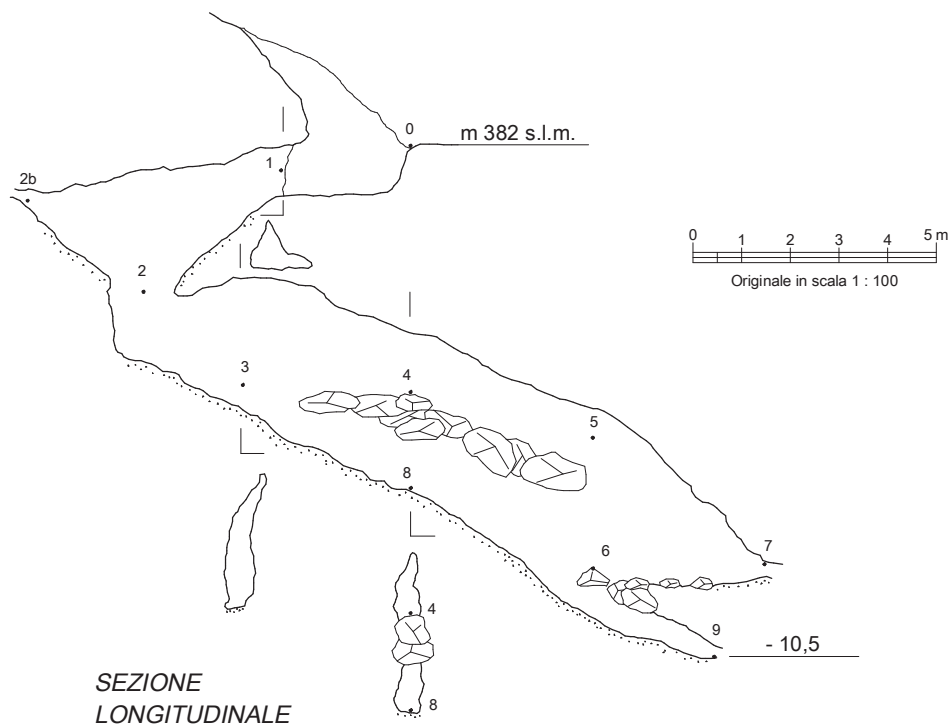 0
m 382 s.l.m.
1
2b
0 1 2 3 4 5 m
Originale in scala 1 : 100
2
3
4
5
8
6
7
4
9
- 10,5
SEZIONE
LONGITUDINALE
8